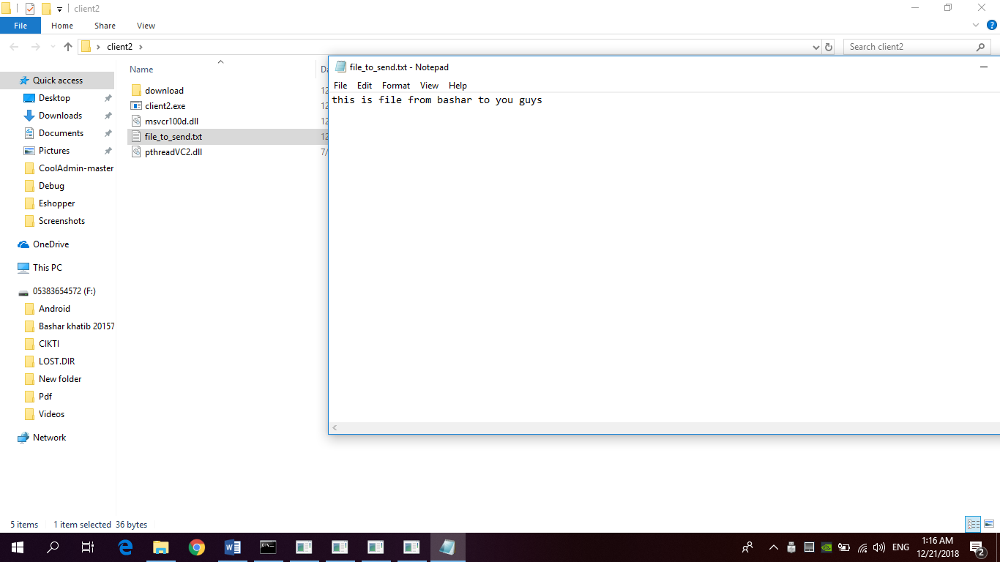 client2
File Home Share View
client2
Search client2
Quick access
Desktop
Downloads
Documents
Pictures
CoolAdmin-master
Debug
Eshopper
Screenshots
OneDrive
This PC
05383654572 (F:)
Android
Bashar khatib 20157
CIKTI
LOST.DIR
New folder
Pdf
Videos
Network
Name
download
client2.exe
msvcr100d.dll
file_to_send.txt
pthreadVC2.dll
12
12
12
12
7/
file_to_send.txt - Notepad
File Edit Format View Help
this is file from bashar to you guys
5 items 1 item selected 36 bytes
ENG
1:16 AM
12/21/2018
2